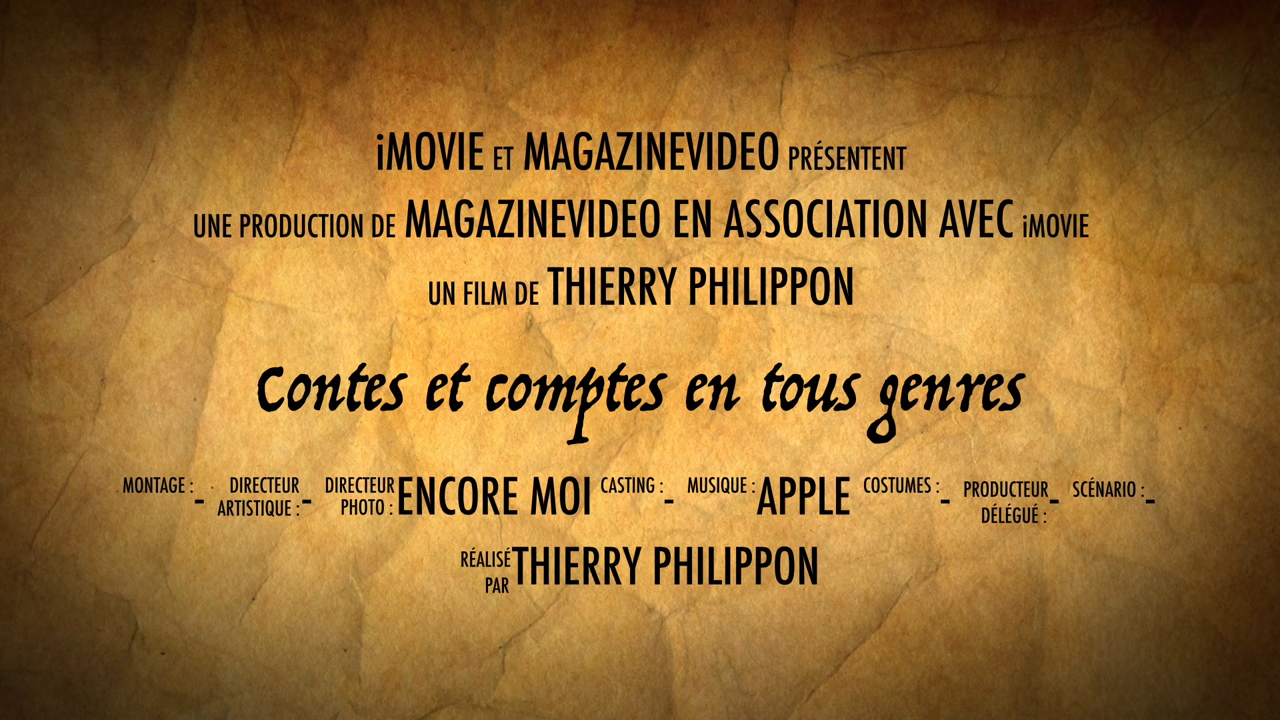 iMOVIE ET MAGAZINEVIDEO PRÉSENTENT
UNE PRODUCTION DE MAGAZINEVIDEO EN ASSOCIATION AVEC iMOVIE
UN FILM DE THIERRY PHILIPPON
Contes et comptes en tous genres
MONTAGE : - DIRECTEUR ARTISTIQUE : - DIRECTEUR PHOTO : ENCORE MOI CASTING : - MUSIQUE : APPLE COSTUMES : - PRODUCTEUR DÉLÉGUÉ : - SCÉNARIO : -
RÉALISÉ PAR THIERRY PHILIPPON